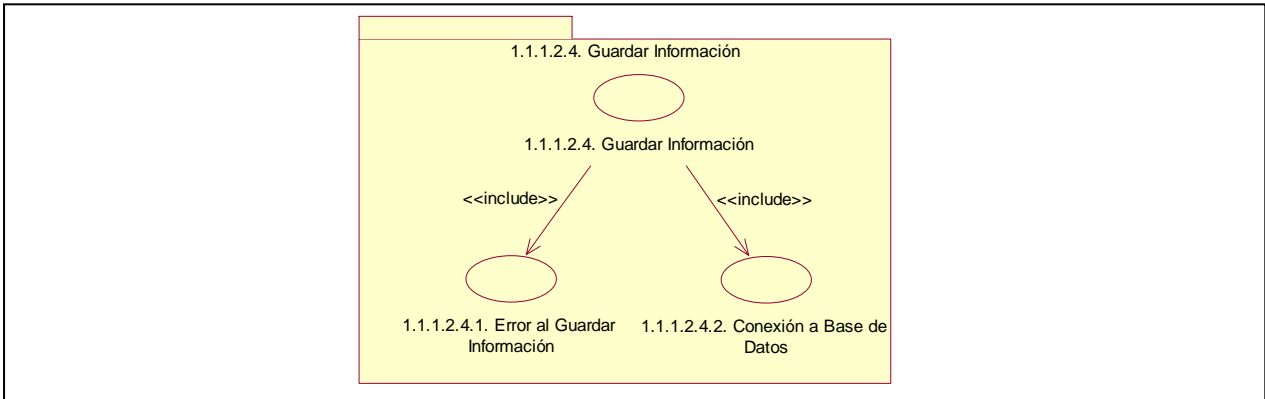 1.1.1.2.4. Guardar Información
1.1.1.2.4. Guardar Información
<<include>>
<<include>>
1.1.1.2.4.1. Error al Guardar
Información
1.1.1.2.4.2. Conexión a Base de
Datos